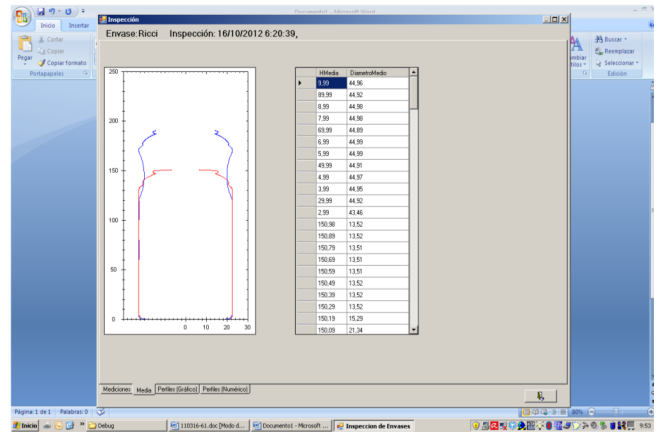 Documento1 - Microsoft Word
Inspección
Inicio
Insertar
Envase:Ricci Inspección: 16/10/2012 6:20:39,
Cortar
Copiar
Pegar
Copiar formato
Portapapeles
Buscar
Reemplazar
Seleccionar
Edición
250
200
150
100
50
0
0 10 20 30
HMedia DiametroMedio
9,99 44,96
89,99 44,92
8,99 44,98
7,99 44,98
69,99 44,89
6,99 44,99
5,99 44,99
49,99 44,91
4,99 44,97
3,99 44,95
29,99 44,92
2,99 43,46
150,98 13,52
150,89 13,52
150,79 13,51
150,69 13,51
150,59 13,51
150,49 13,52
150,39 13,52
150,29 13,52
150,19 15,29
150,09 21,34
Mediciones Media Perfiles (Gráfico) Perfiles (Numérico)
Página: 1 de 1 Palabras: 0
80%
Inicio
Debug
110316-61.doc [Modo d...
Documento1 - Microsoft ...
Inspeccion de Envases
9:53